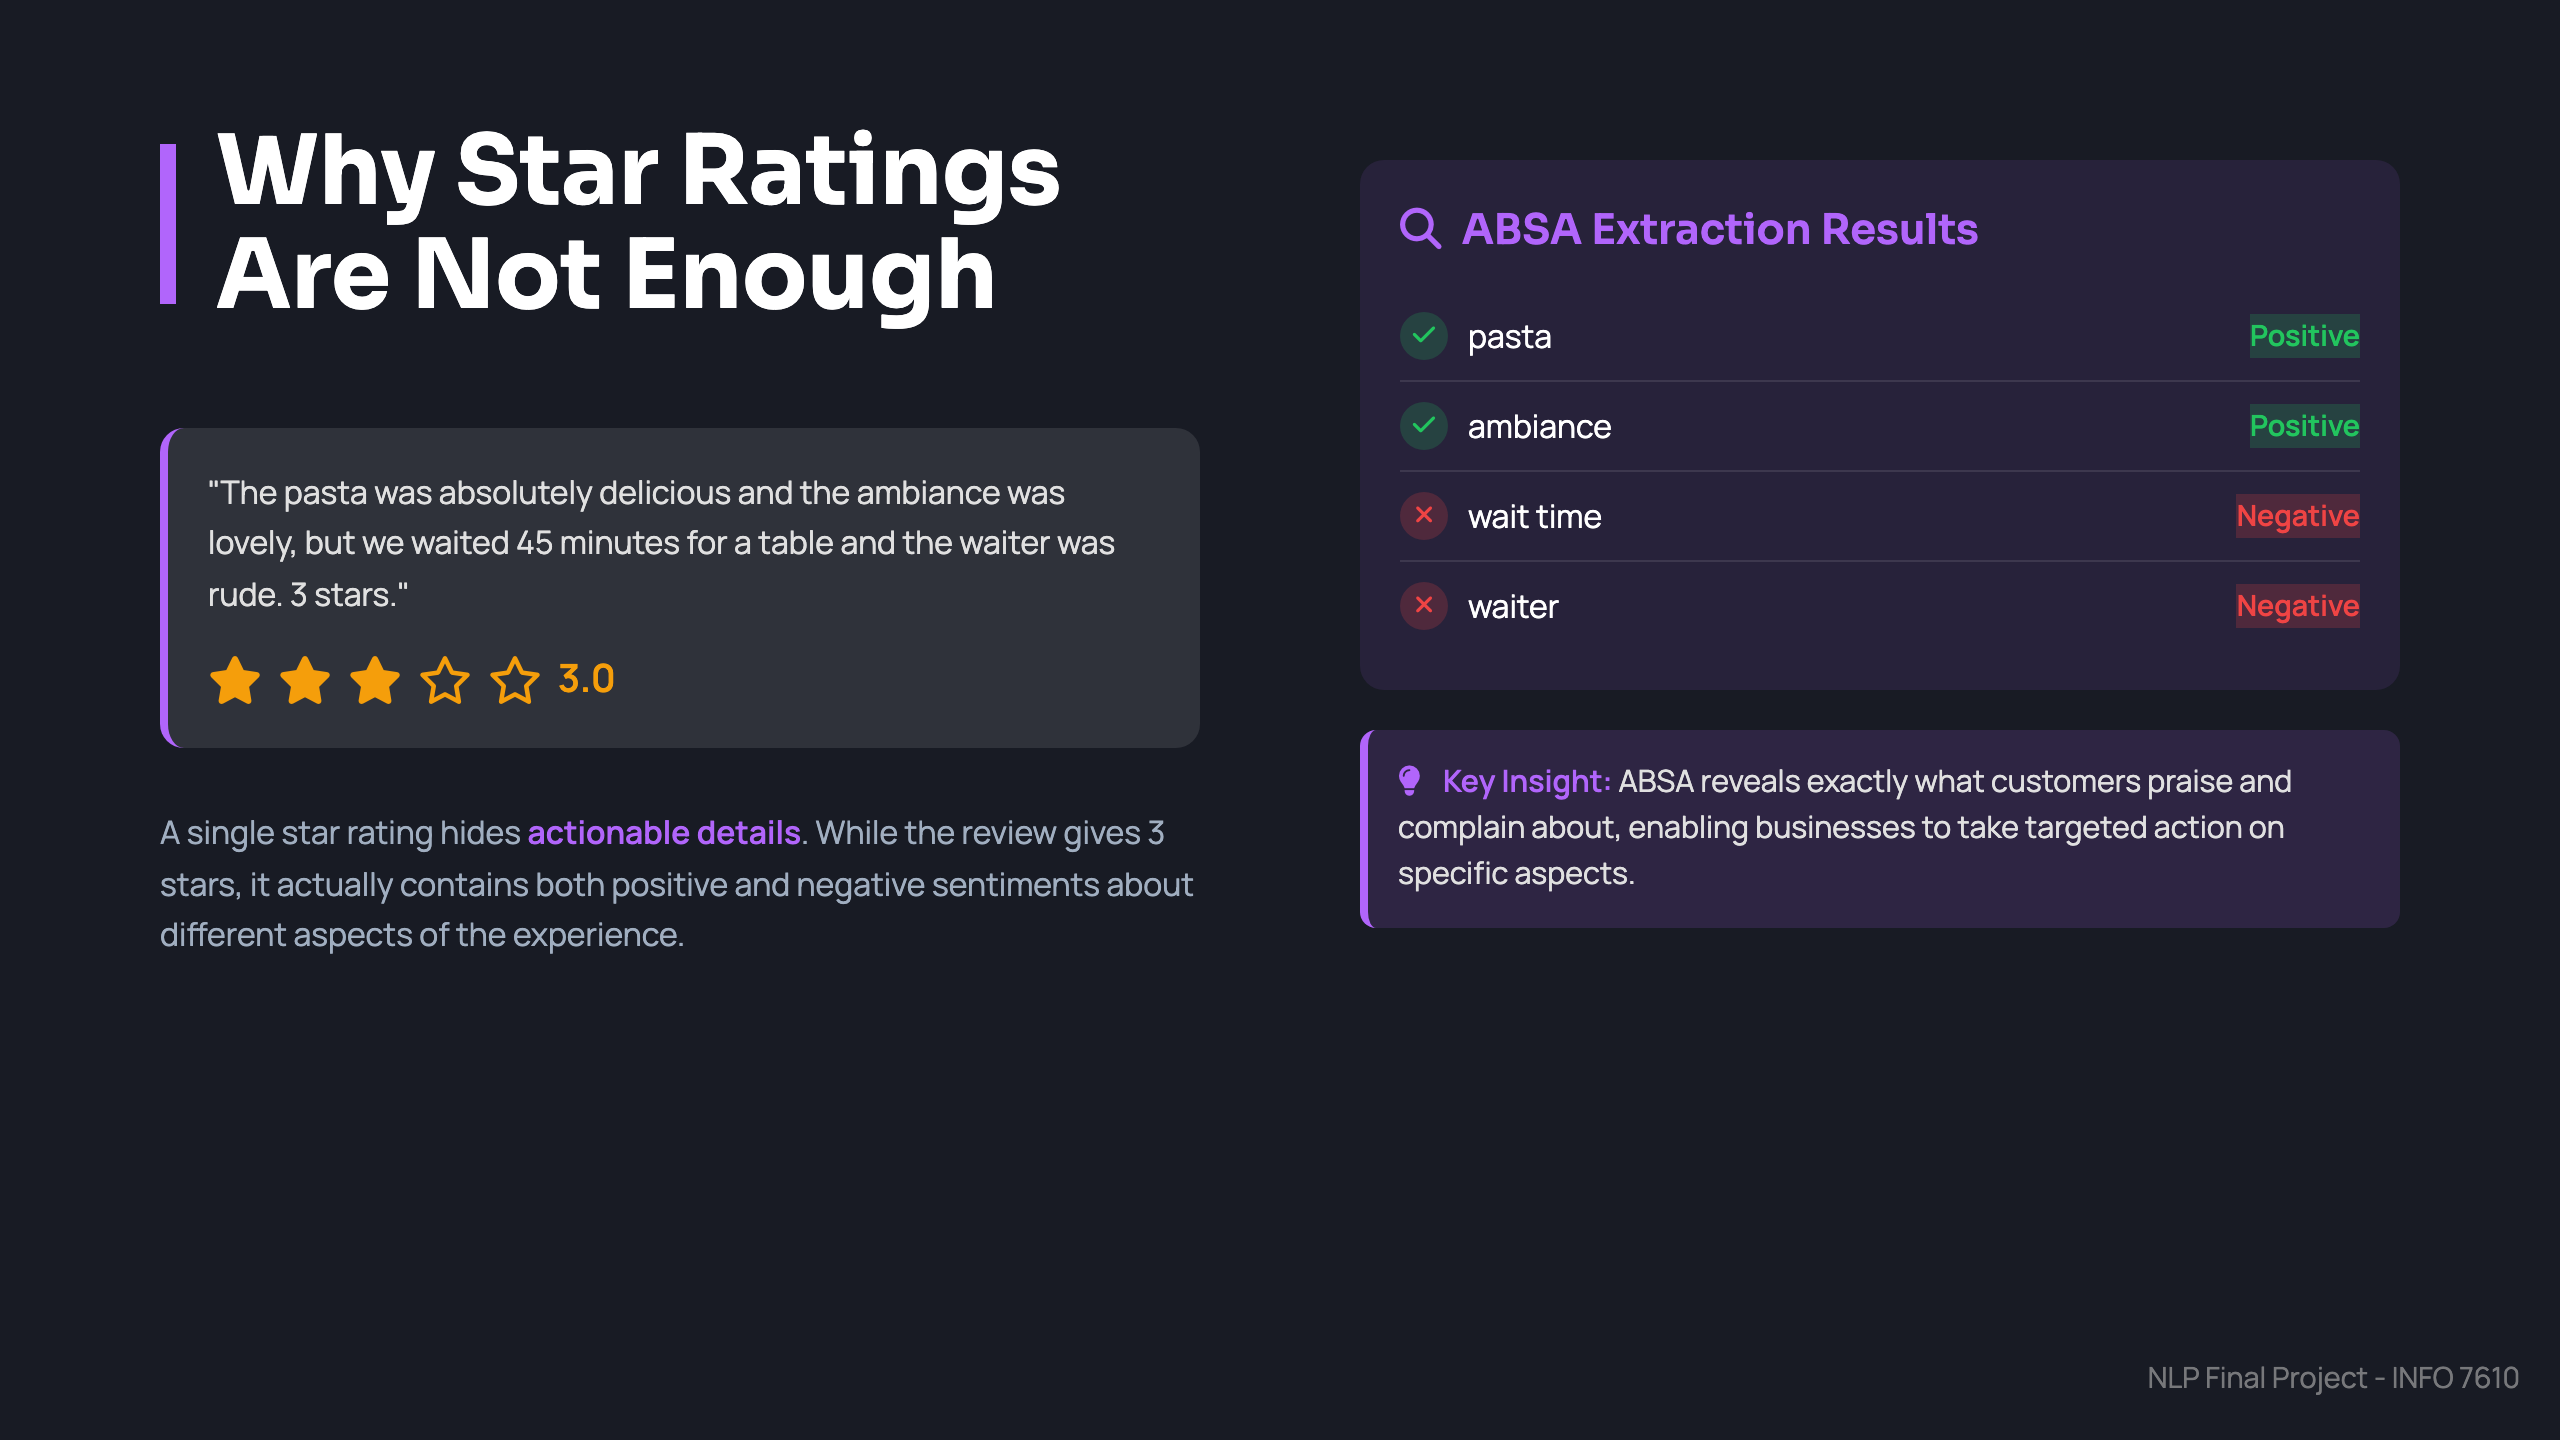 Why Star Ratings
Are Not Enough
"The pasta was absolutely delicious and the ambiance was
lovely, but we waited 45 minutes for a table and the waiter was
rude. 3 stars."
3.0
A single star rating hides actionable details. While the review gives 3
stars, it actually contains both positive and negative sentiments about
different aspects of the experience.
ABSA Extraction Results
pasta Positive
ambiance Positive
wait time Negative
waiter Negative
Key Insight: ABSA reveals exactly what customers praise and
complain about, enabling businesses to take targeted action on
specific aspects.
NLP Final Project - INFO 7610